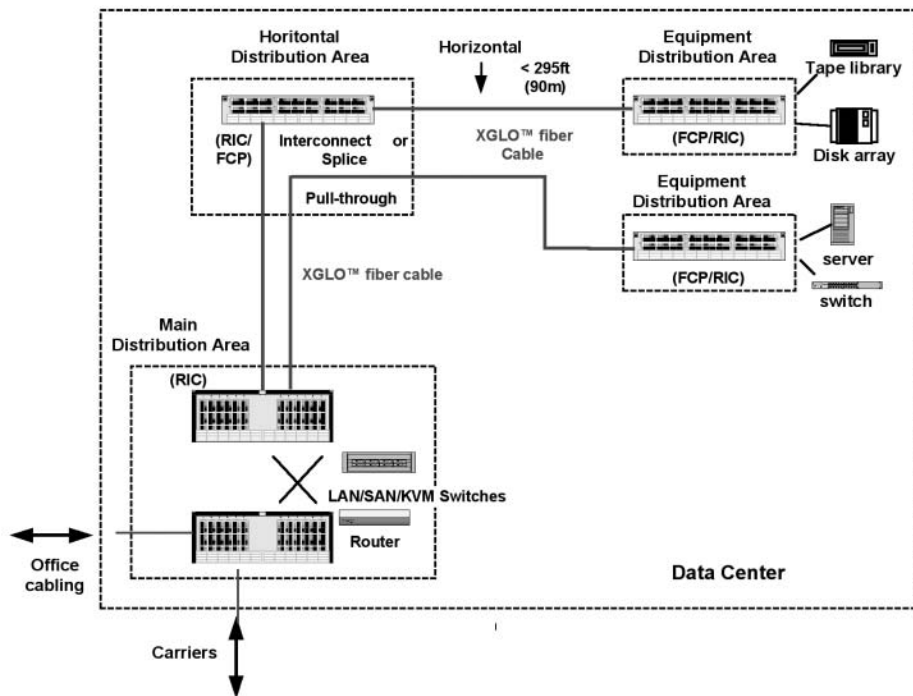 Horitontal
Distribution Area
Horizontal
< 295ft
(90m)
Equipment
Distribution Area
Tape library
(RIC/
FCP)
Interconnect or
Splice
Pull-through
XGLO™ fiber
Cable
(FCP/RIC)
Disk array
Equipment
Distribution Area
(FCP/RIC)
server
switch
XGLO™ fiber cable
Main
Distribution Area
(RIC)
LAN/SAN/KVM Switches
Router
Office
cabling
Data Center
Carriers